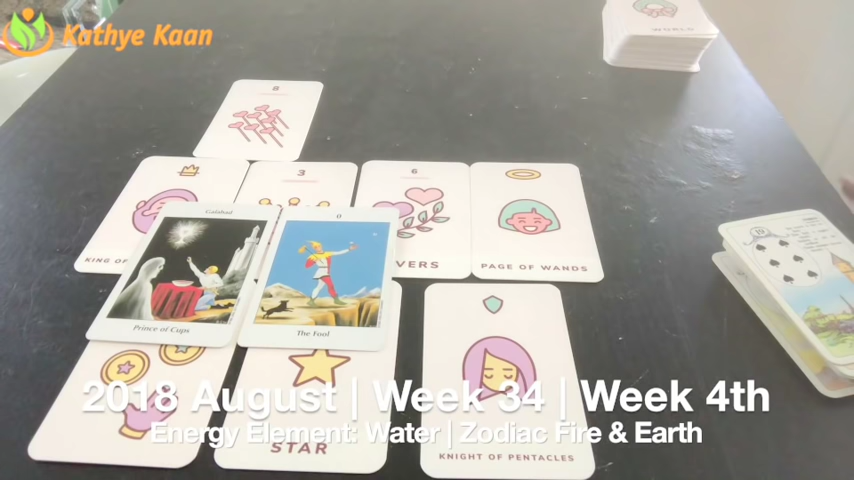 Kathye Kaan
8
3
6
KING OF
VERS
PAGE OF WANDS
Galahad
0
Prince of Cups
The Fool
19
2018 August | Week 34 | Week 4th
Energy Element: Water | Zodiac Fire & Earth
STAR
KNIGHT OF PENTACLES